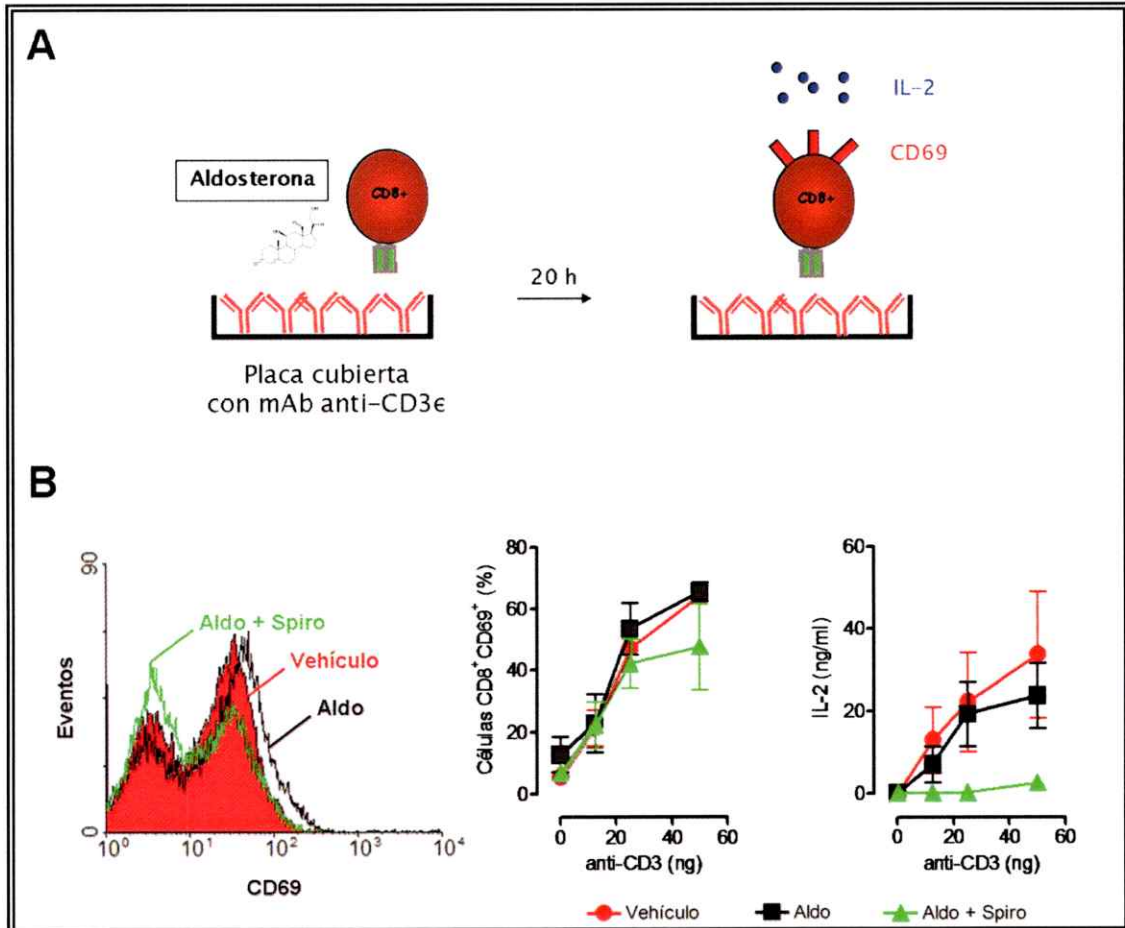 A
IL-2
CD69
Aldosterona
CD8+
CD8+
20 h
Placa cubierta
con mAb anti-CD3ϵ
B
90
Eventos
0
Aldo + Spiro
Vehículo
Aldo
10⁰ 10¹ 10² 10³ 10⁴
CD69
Células CD8⁺CD69⁺ (%)
80
60
40
20
0
0 20 40 60
anti-CD3 (ng)
IL-2 (ng/ml)
60
40
20
0
0 20 40 60
anti-CD3 (ng)
Vehículo Aldo Aldo + Spiro